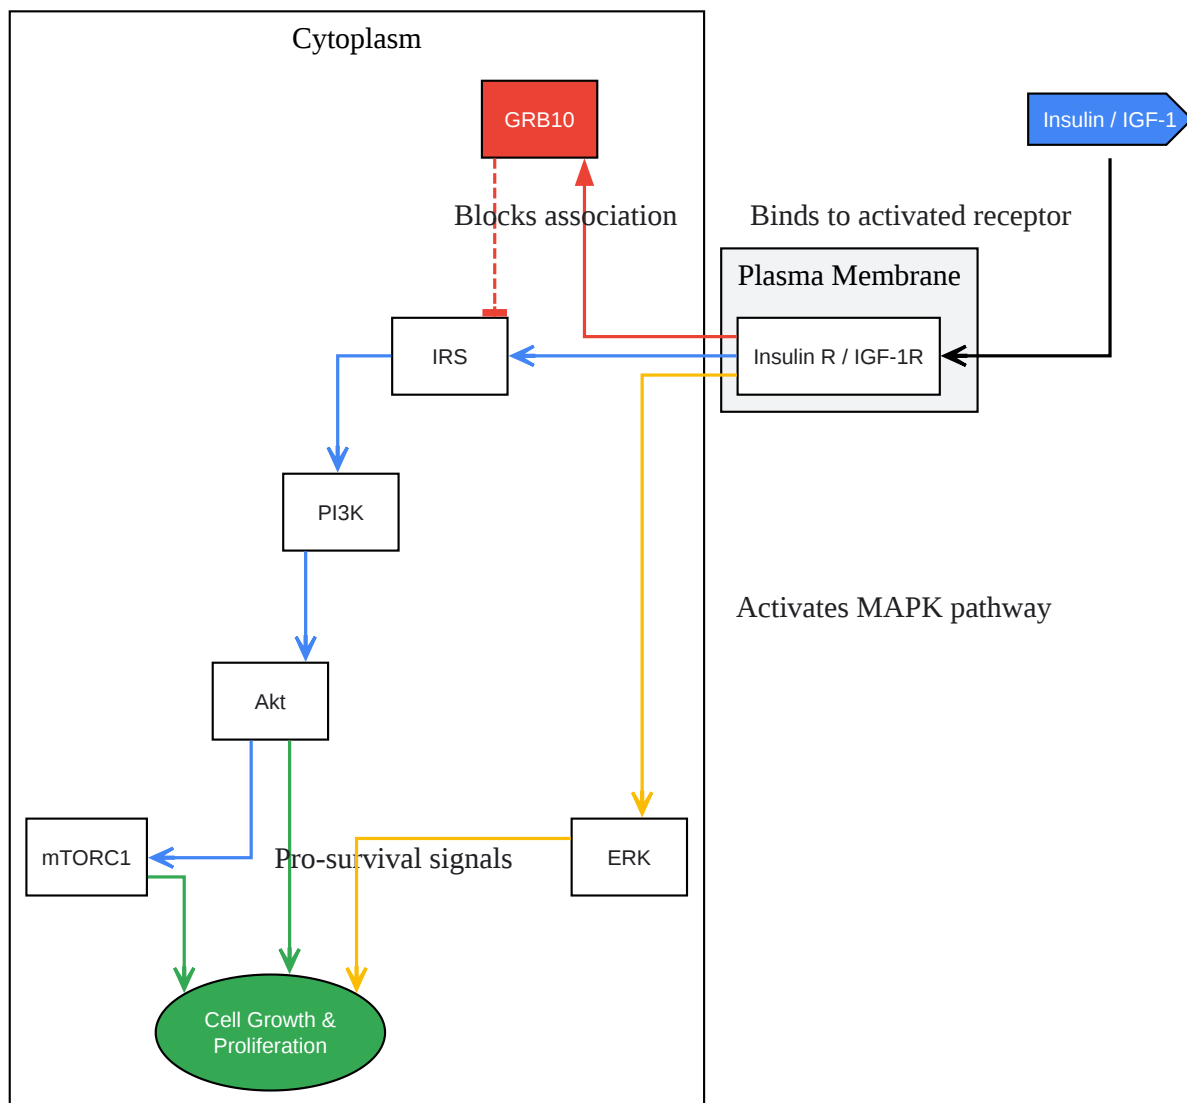 Cytoplasm
GRB10
Insulin / IGF-1
Blocks association
Binds to activated receptor
Plasma Membrane
IRS
Insulin R / IGF-1R
PI3K
Activates MAPK pathway
Akt
mTORC1
Pro-survival signals
ERK
Cell Growth &
Proliferation